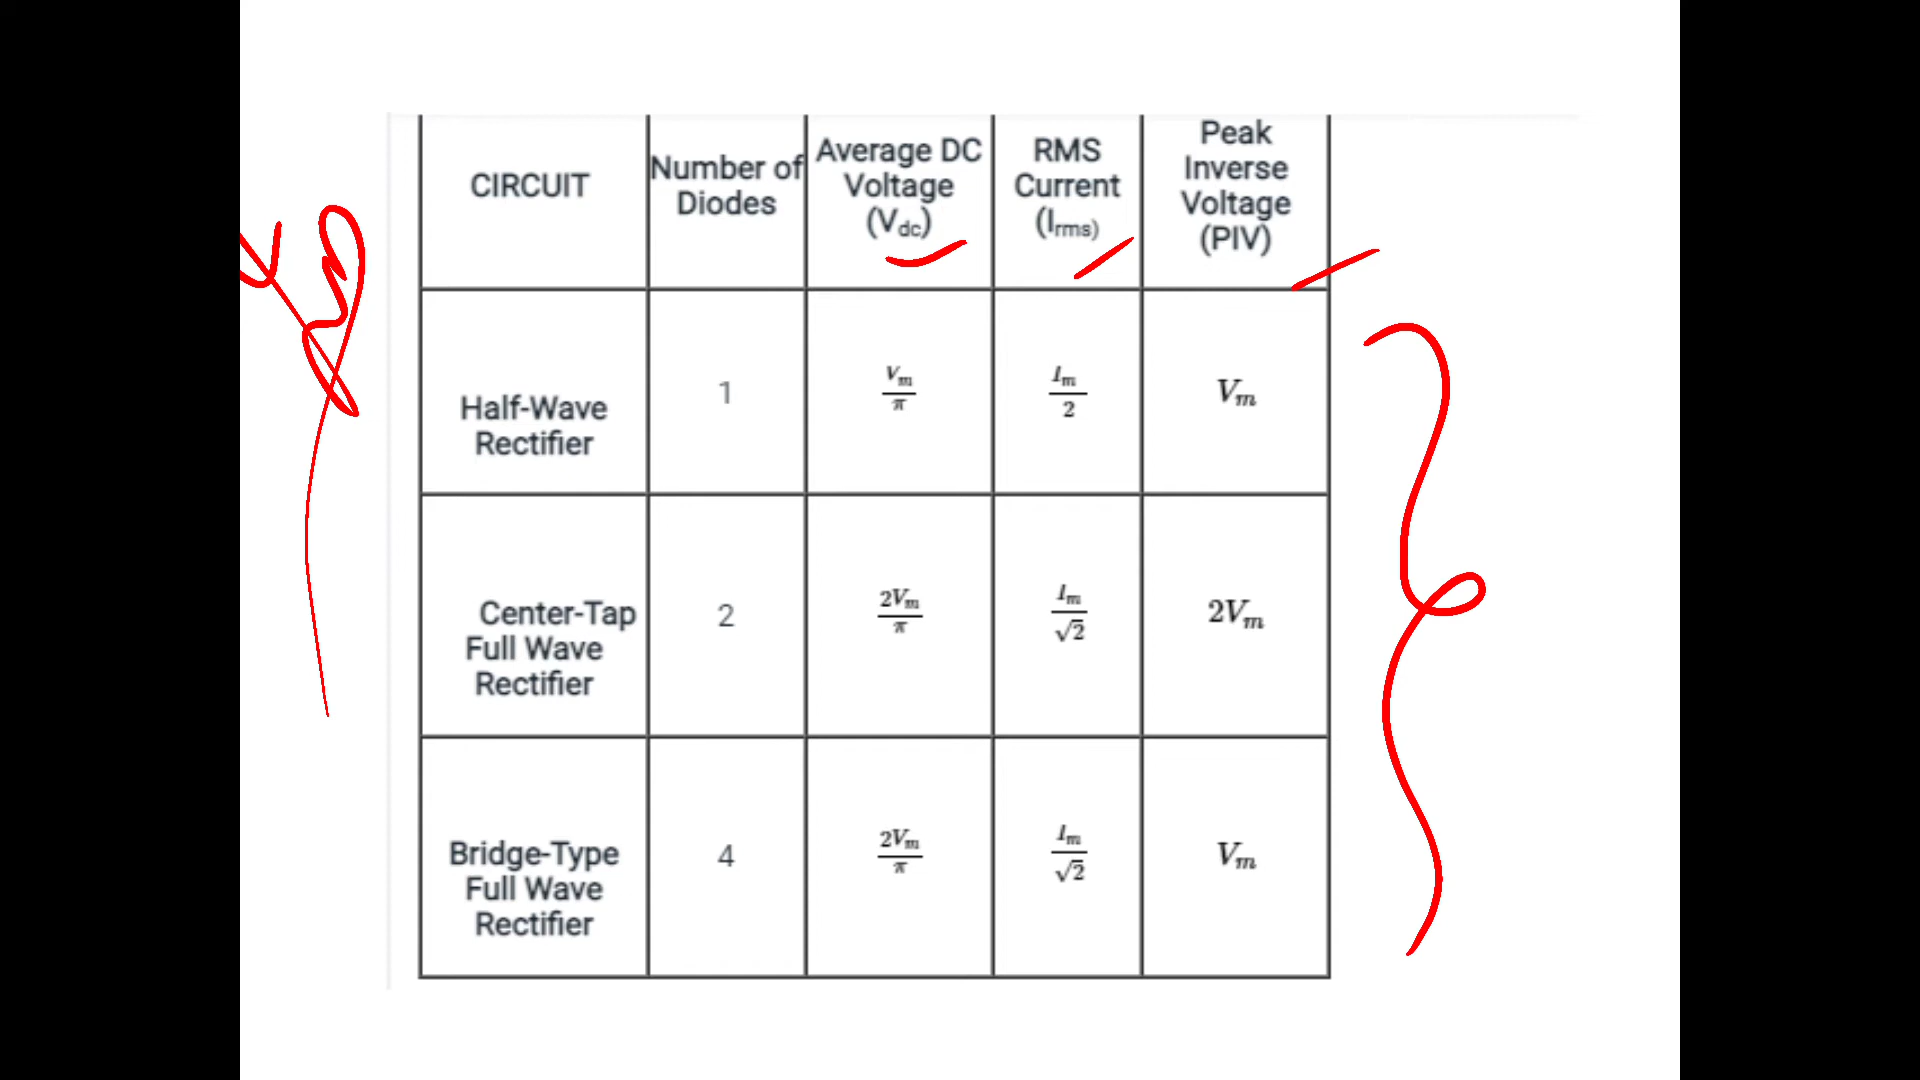 CIRCUIT
Number of
Diodes
Average DC
Voltage
(Vdc)
RMS
Current
(Irms)
Peak
Inverse
Voltage
(PIV)
Half-Wave
Rectifier
1
Vm/π
Im/2
Vm
Center-Tap
Full Wave
Rectifier
2
2Vm/π
Im/√2
2Vm
Bridge-Type
Full Wave
Rectifier
4
2Vm/π
Im/√2
Vm